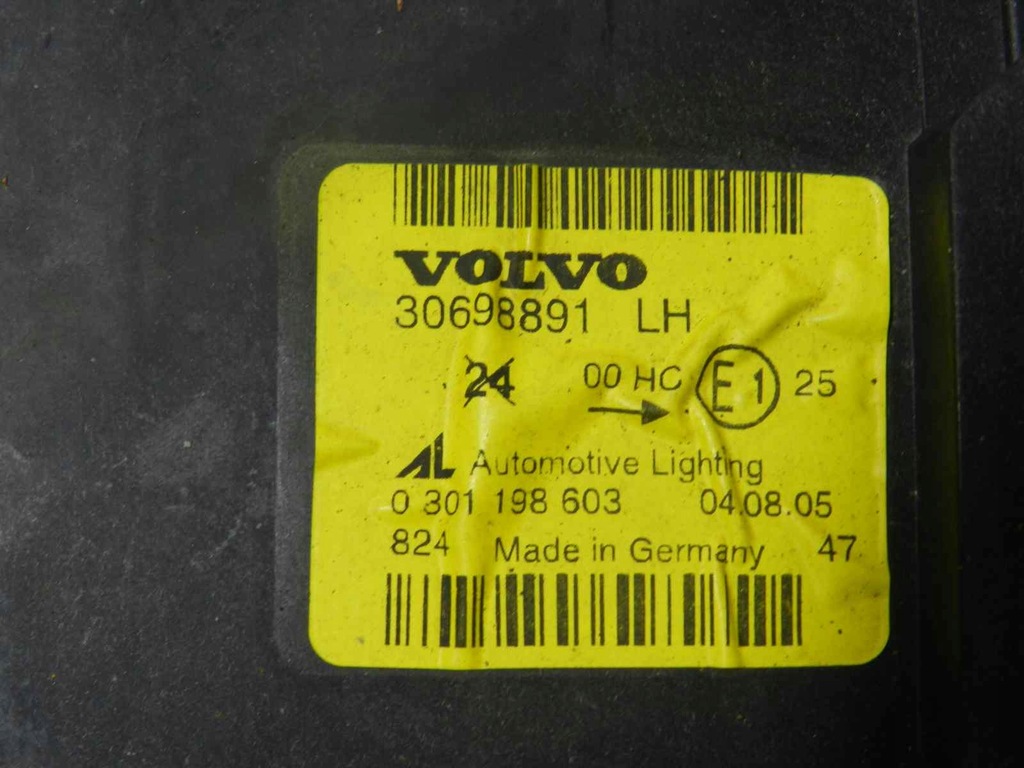 VOLVO
30698891 LH
24 00 HC E1 25
AL Automotive Lighting
0 301 198 603 04.08.05
824 Made in Germany 47